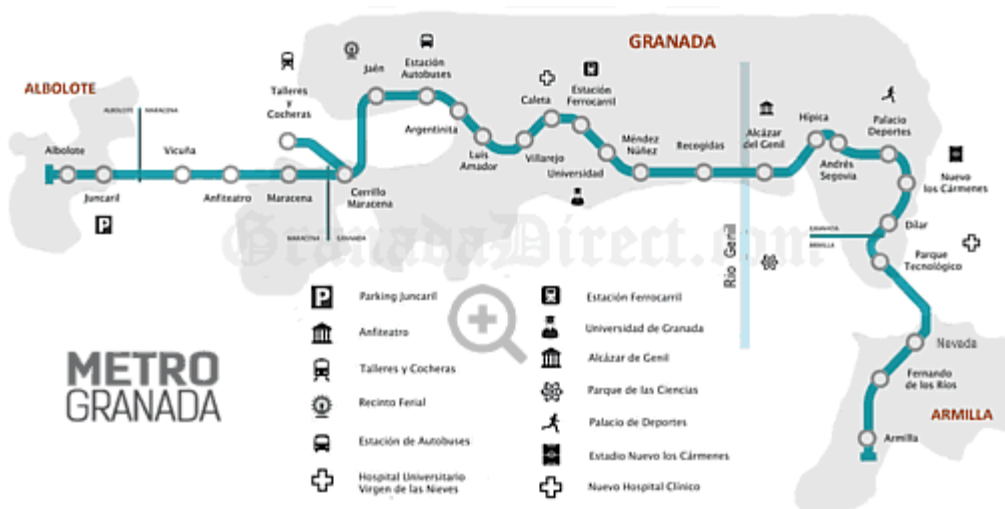 GRANADA
ALBOLOTE
Talleres
y
Cocheras
Jaén
Estación
Autobuses
Caleta
Estación
Ferrocarril
Alcázar
del Genil
Hípica
Palacio
Deportes
Argentinita
Luis
Amador
Villarejo
Universidad
Méndez
Núñez
Recogidas
Andrés
Segovia
Nuevo
los Cármenes
Albolote
ALBOLOTE
MARACENA
Vicuña
Juncaril
Anfiteatro
Maracena
Cerrillo
Maracena
MARACENA
GRANADA
GranadaDirect.com
Río Genil
GRANADA
ARMILLA
Dílar
Parque
Tecnológico
Nevada
Fernando
de los Ríos
ARMILLA
Armilla
METRO
GRANADA
Parking Juncaril
Anfiteatro
Talleres y Cocheras
Recinto Ferial
Estación de Autobuses
Hospital Universitario
Virgen de las Nieves
Estación Ferrocarril
Universidad de Granada
Alcázar de Genil
Parque de las Ciencias
Palacio de Deportes
Estadio Nuevo los Cármenes
Nuevo Hospital Clínico